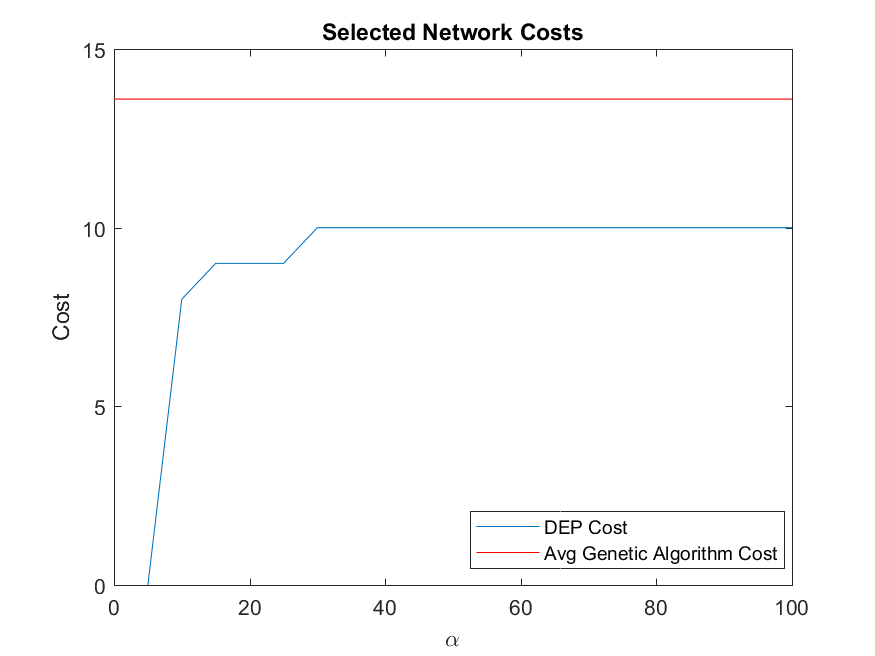 Selected Network Costs
15
10
5
0
Cost
0 20 40 60 80 100
α
DEP Cost
Avg Genetic Algorithm Cost